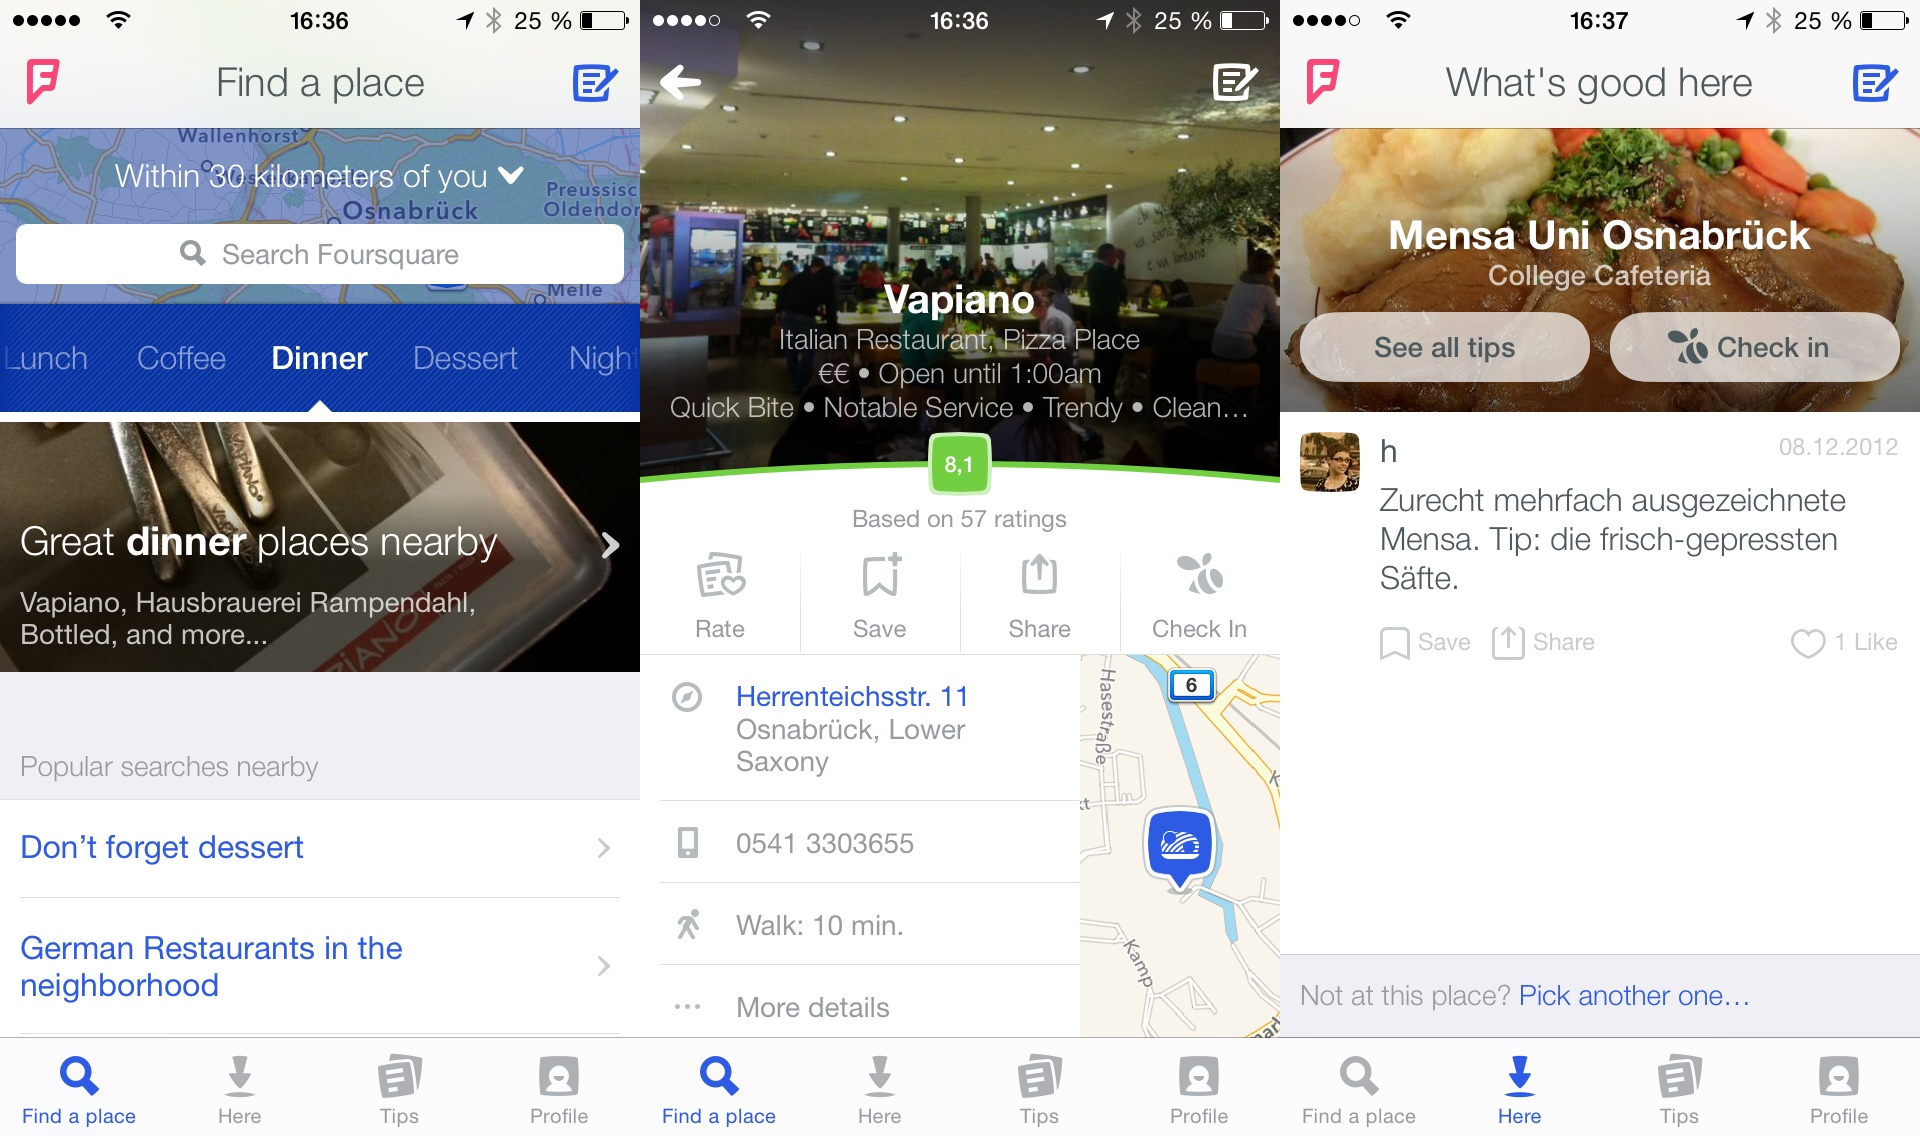 16:36
25 %
Find a place
Wallenhorst
Within 30 kilometers of you
Preussisc
Oldendor
Osnabrück
Search Foursquare
Melle
Lunch Coffee Dinner Dessert Night
VAPIANO
Great dinner places nearby
Vapiano, Hausbrauerei Rampendahl,
Bottled, and more...
Popular searches nearby
Don’t forget dessert
German Restaurants in the
neighborhood
Find a place Here Tips Profile
16:36
25 %
Vapiano
Italian Restaurant, Pizza Place
€€ • Open until 1:00am
Quick Bite • Notable Service • Trendy • Clean…
8,1
Based on 57 ratings
Rate Save Share Check In
Herrenteichsstr. 11
Osnabrück, Lower
Saxony
0541 3303655
Walk: 10 min.
More details
6
Hasestraße
Kamp
Find a place Here Tips Profile
16:37
25 %
What's good here
Mensa Uni Osnabrück
College Cafeteria
See all tips Check in
h 08.12.2012
Zurecht mehrfach ausgezeichnete
Mensa. Tip: die frisch-gepressten
Säfte.
Save Share 1 Like
Not at this place? Pick another one…
Find a place Here Tips Profile